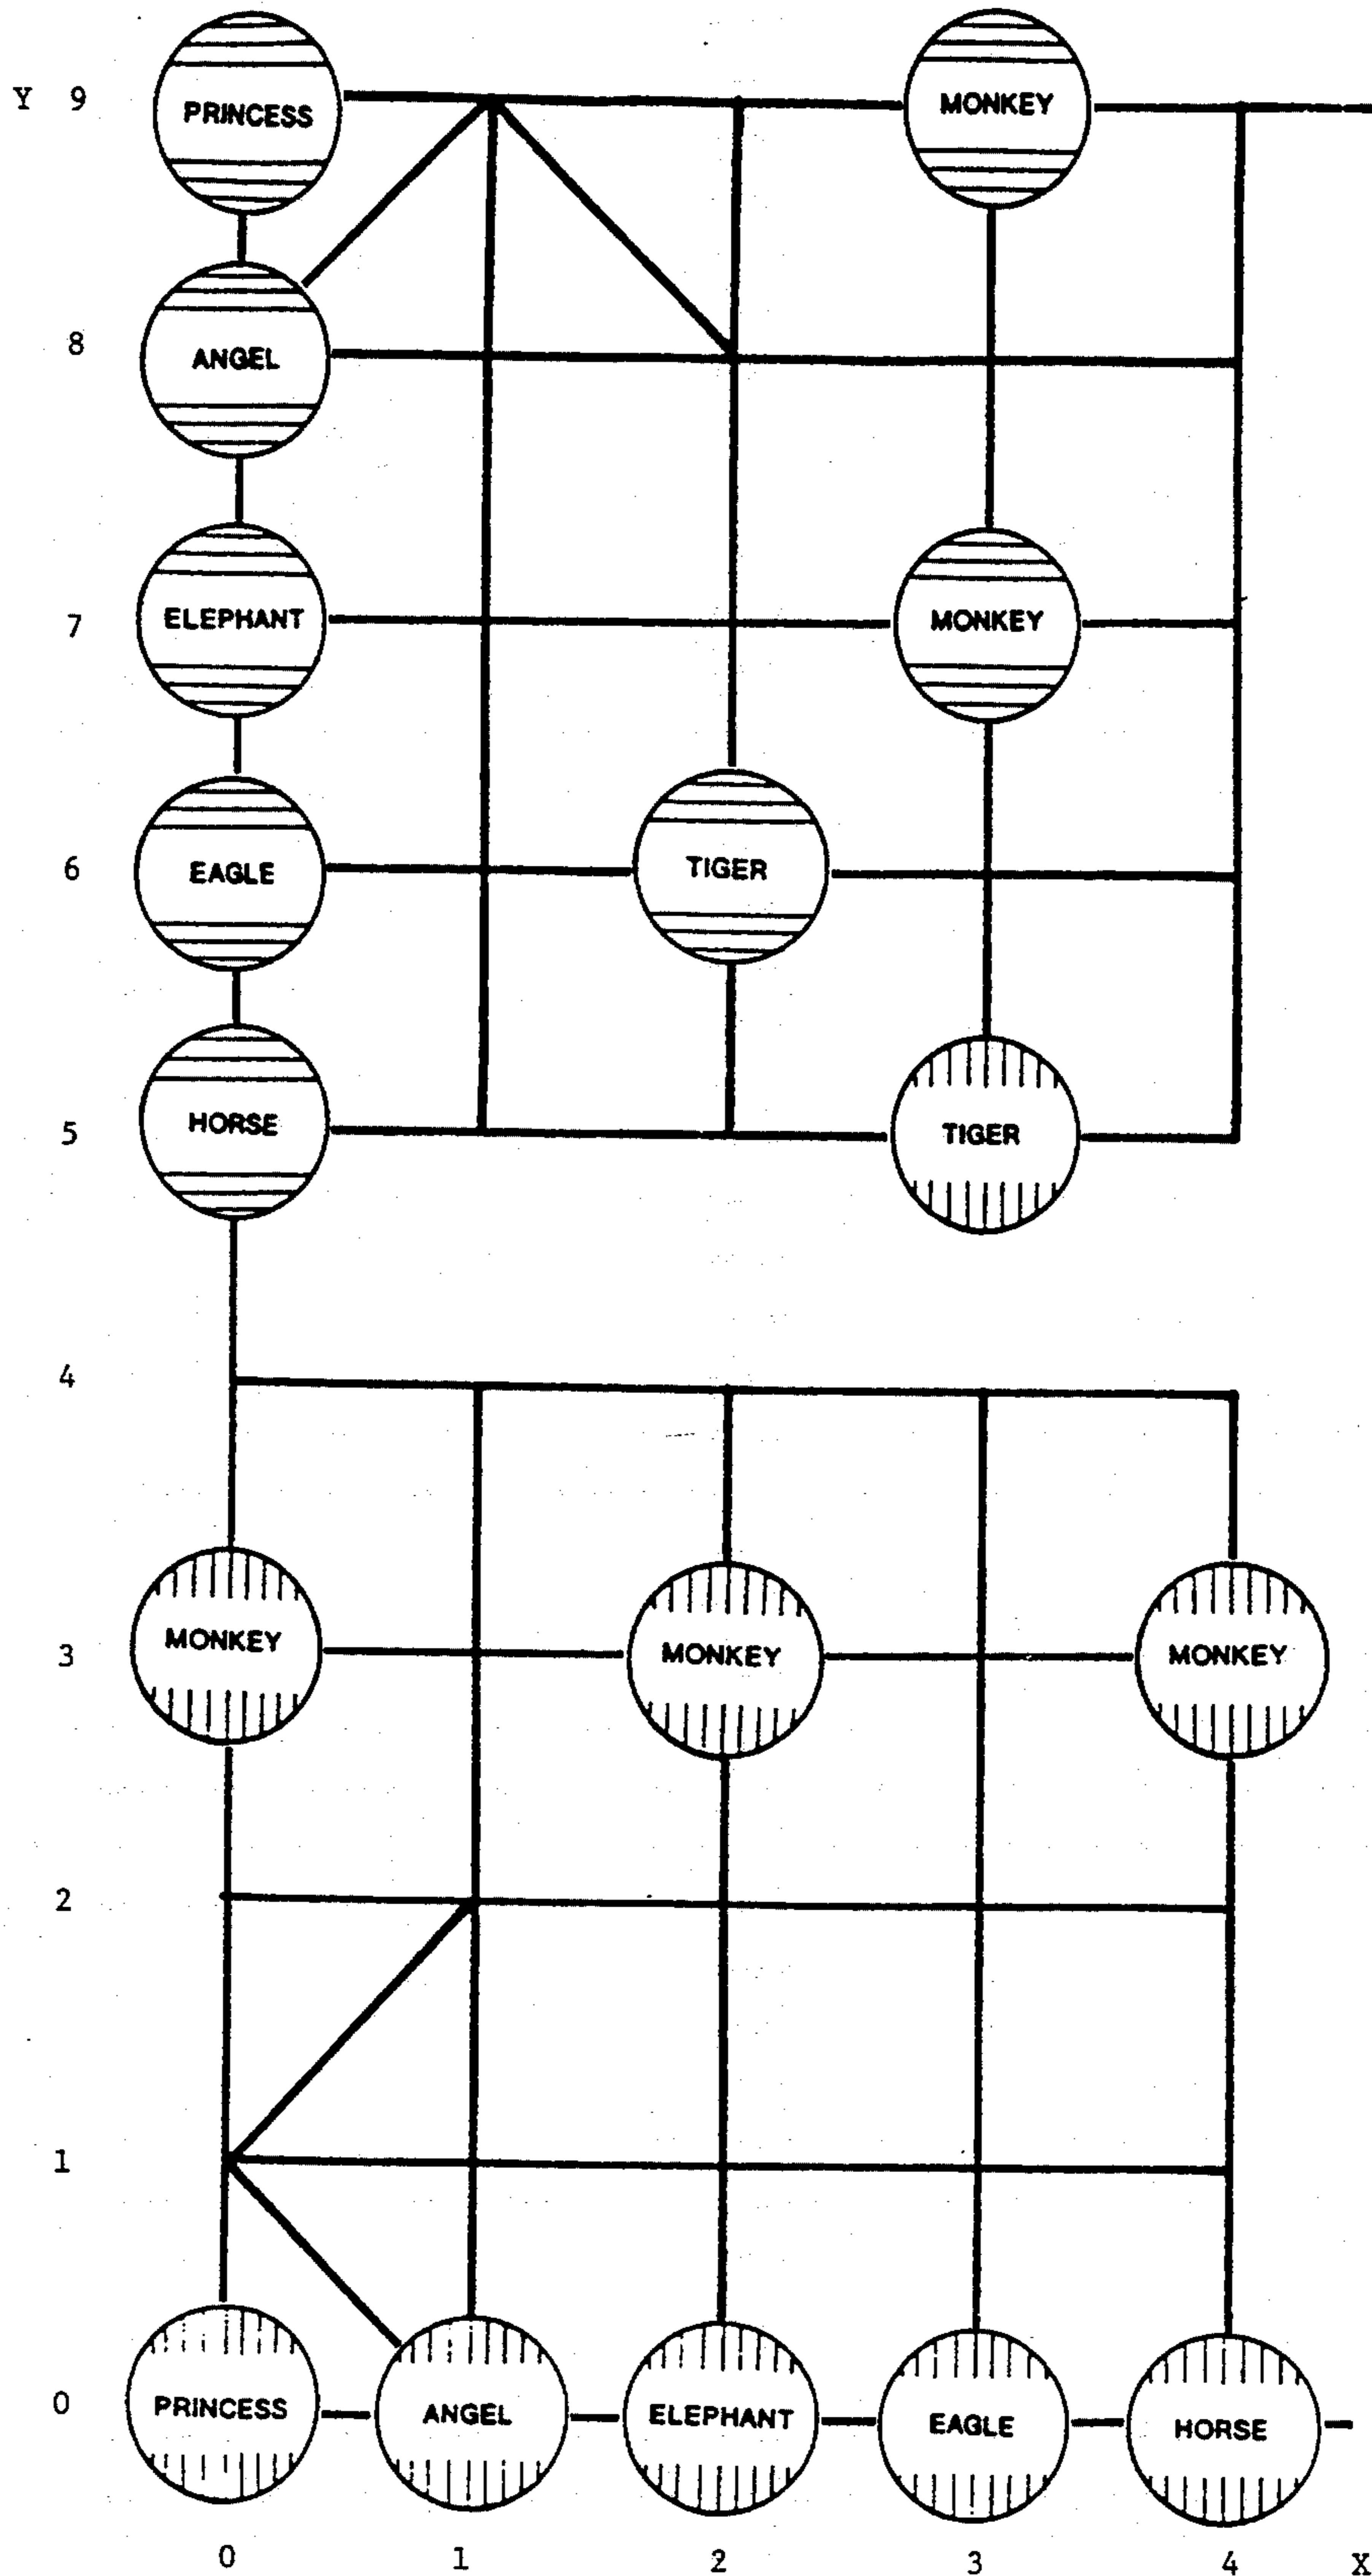 Y 9 PRINCESS MONKEY
8 ANGEL
7 ELEPHANT MONKEY
6 EAGLE TIGER
5 HORSE TIGER
4
3 MONKEY MONKEY MONKEY
2
1
0 PRINCESS ANGEL ELEPHANT EAGLE HORSE
0 1 2 3 4 X